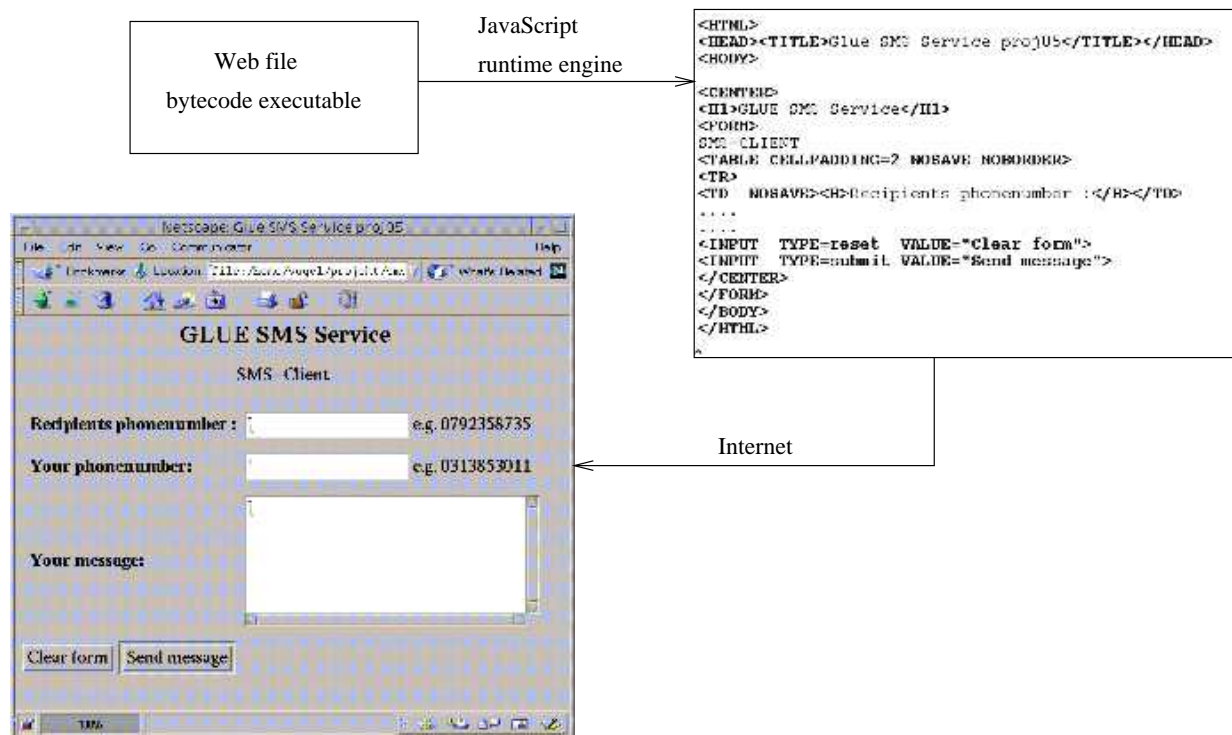 Web file
bytecode executable
JavaScript
runtime engine
<HTML>
<HEAD><TITLE>Glue SMS Service proj05</TITLE></HEAD>
<BODY>
<CENTER>
<H1>GLUE SMS Service</H1>
<FORM>
SMS-CLIENT
<TABLE CELLPADDING=2 NOSAVE NOBORDER>
<TR>
<TD NOSAVE><B>Recipients phonenumber :</B></TD>
....
....
<INPUT TYPE=reset VALUE="Clear form">
<INPUT TYPE=submit VALUE="Send message">
</CENTER>
</FORM>
</BODY>
</HTML>
Internet
Netscape: Glue SMS Service proj05
File Edit View Go Communicator Help
Bookmarks Location: What's Related
GLUE SMS Service
SMS-Client
Recipients phonenumber : e.g. 0792358735
Your phonenumber: e.g. 0313853011
Your message:
Clear form Send message
100%